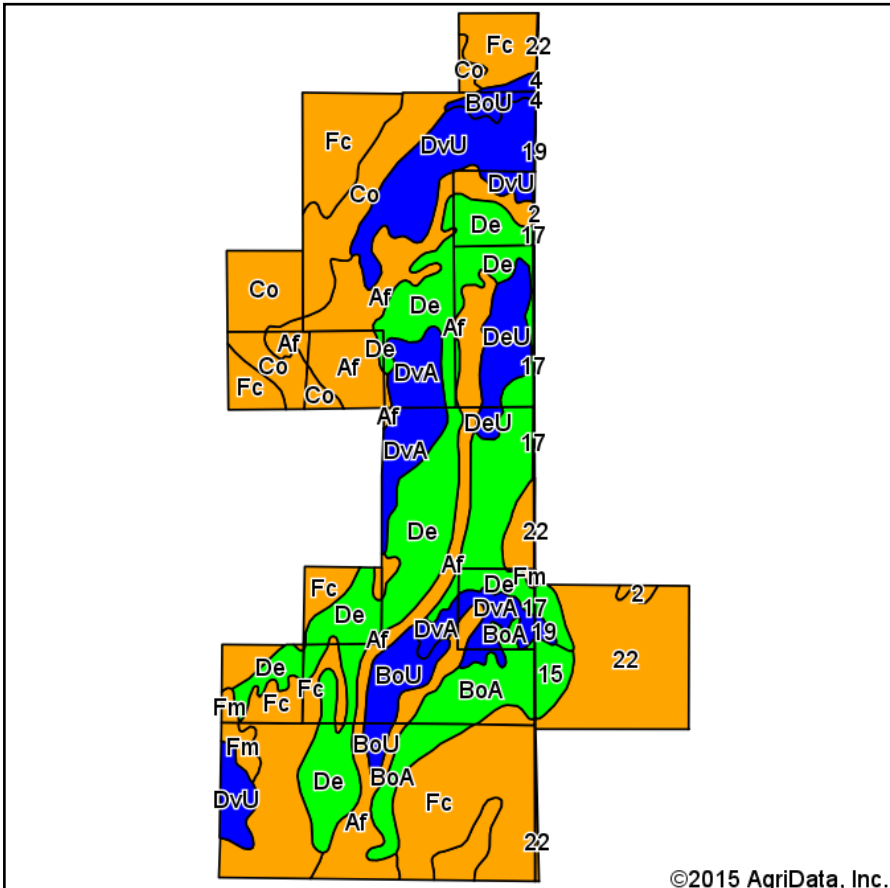 Fc 22
Co
4
BoU 4
Fc DvU 19
Co DvU
De 2
17
De
Co Af De
Af DeU
Af De
Co Af DvA 17
Fc Co
Af DeU
DvA 17
De 22
Af Fm
Fc De 2
De DvA 17
Af DvA BoA 19
De BoU 22
Fc BoA 15
Fm Fc
Fm BoU
De BoA
DvU Fc
Af
22
©2015 AgriData, Inc.